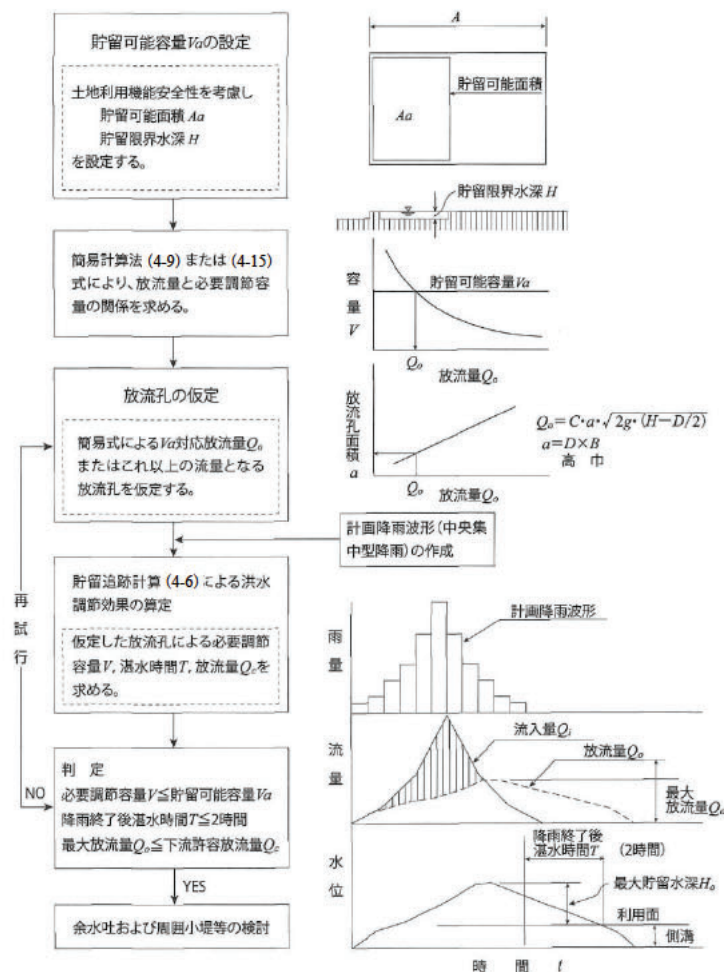 貯留可能容量Vaの設定
土地利用機能安全性を考慮し
貯留可能面積 Aa
貯留限界水深 H
を設定する。
A
貯留可能面積
Aa
貯留限界水深 H
簡易計算法 (4-9) または (4-15)
式により、放流量と必要調節容
量の関係を求める。
容量V
貯留可能容量Va
Qo
放流量Qo
放流孔の仮定
簡易式によるVa対応放流量Qo
またはこれ以上の流量となる
放流孔を仮定する。
放流孔面積a
Qo
放流量Qo
Qo=C・a・√2g・(H−D/2)
a=D×B
高 巾
計画降雨波形(中央集
中型降雨)の作成
再試行
貯留追跡計算 (4-6) による洪水
調節効果の算定
仮定した放流孔による必要調節
容量V, 湛水時間T, 放流量Qcを
求める。
雨量
計画降雨波形
流量
流入量Qi
放流量Qo
最大
放流量Qo
NO
判 定
必要調節容量V≦貯留可能容量Va
降雨終了後湛水時間T≦2時間
最大放流量Qo≦下流許容放流量Qc
YES
余水吐および周囲小堤等の検討
水位
降雨終了後
湛水時間T (2時間)
最大貯留水深Ho
利用面
側溝
時 間 t